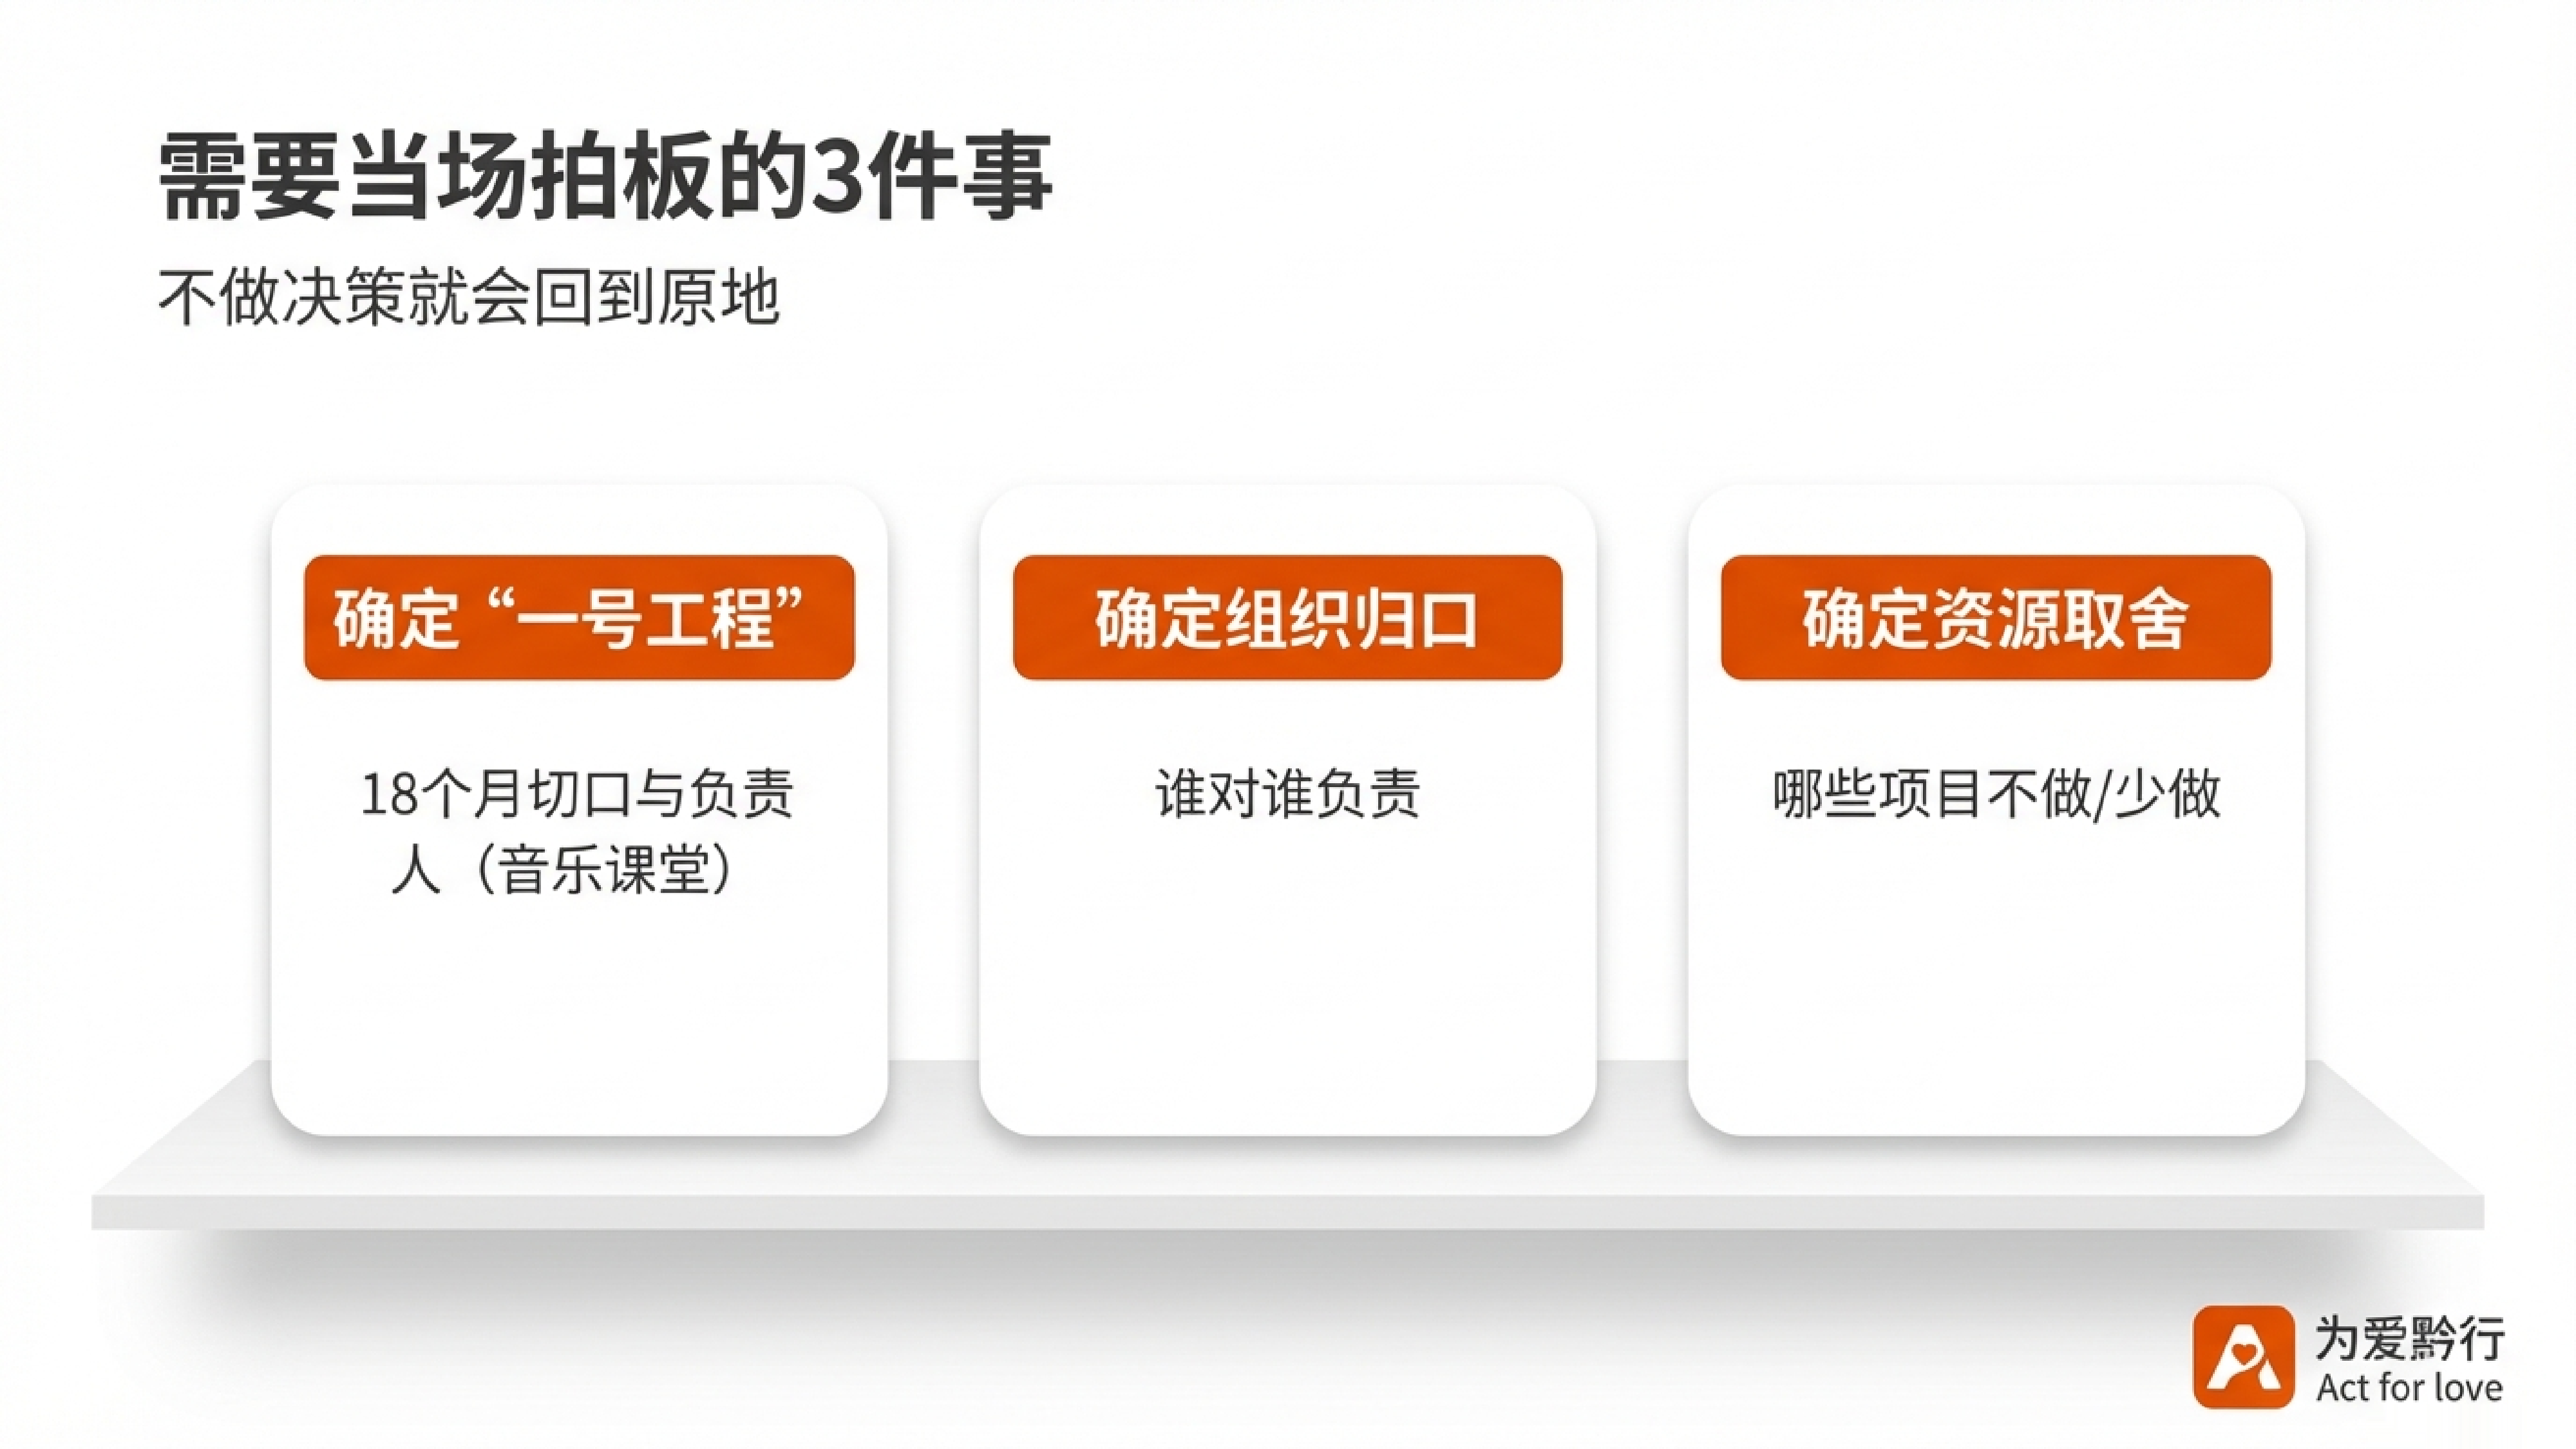 需要当场拍板的3件事
不做决策就会回到原地
确定“一号工程”
18个月切口与负责
人（音乐课堂）
确定组织归口
谁对谁负责
确定资源取舍
哪些项目不做/少做
为爱黔行
Act for love